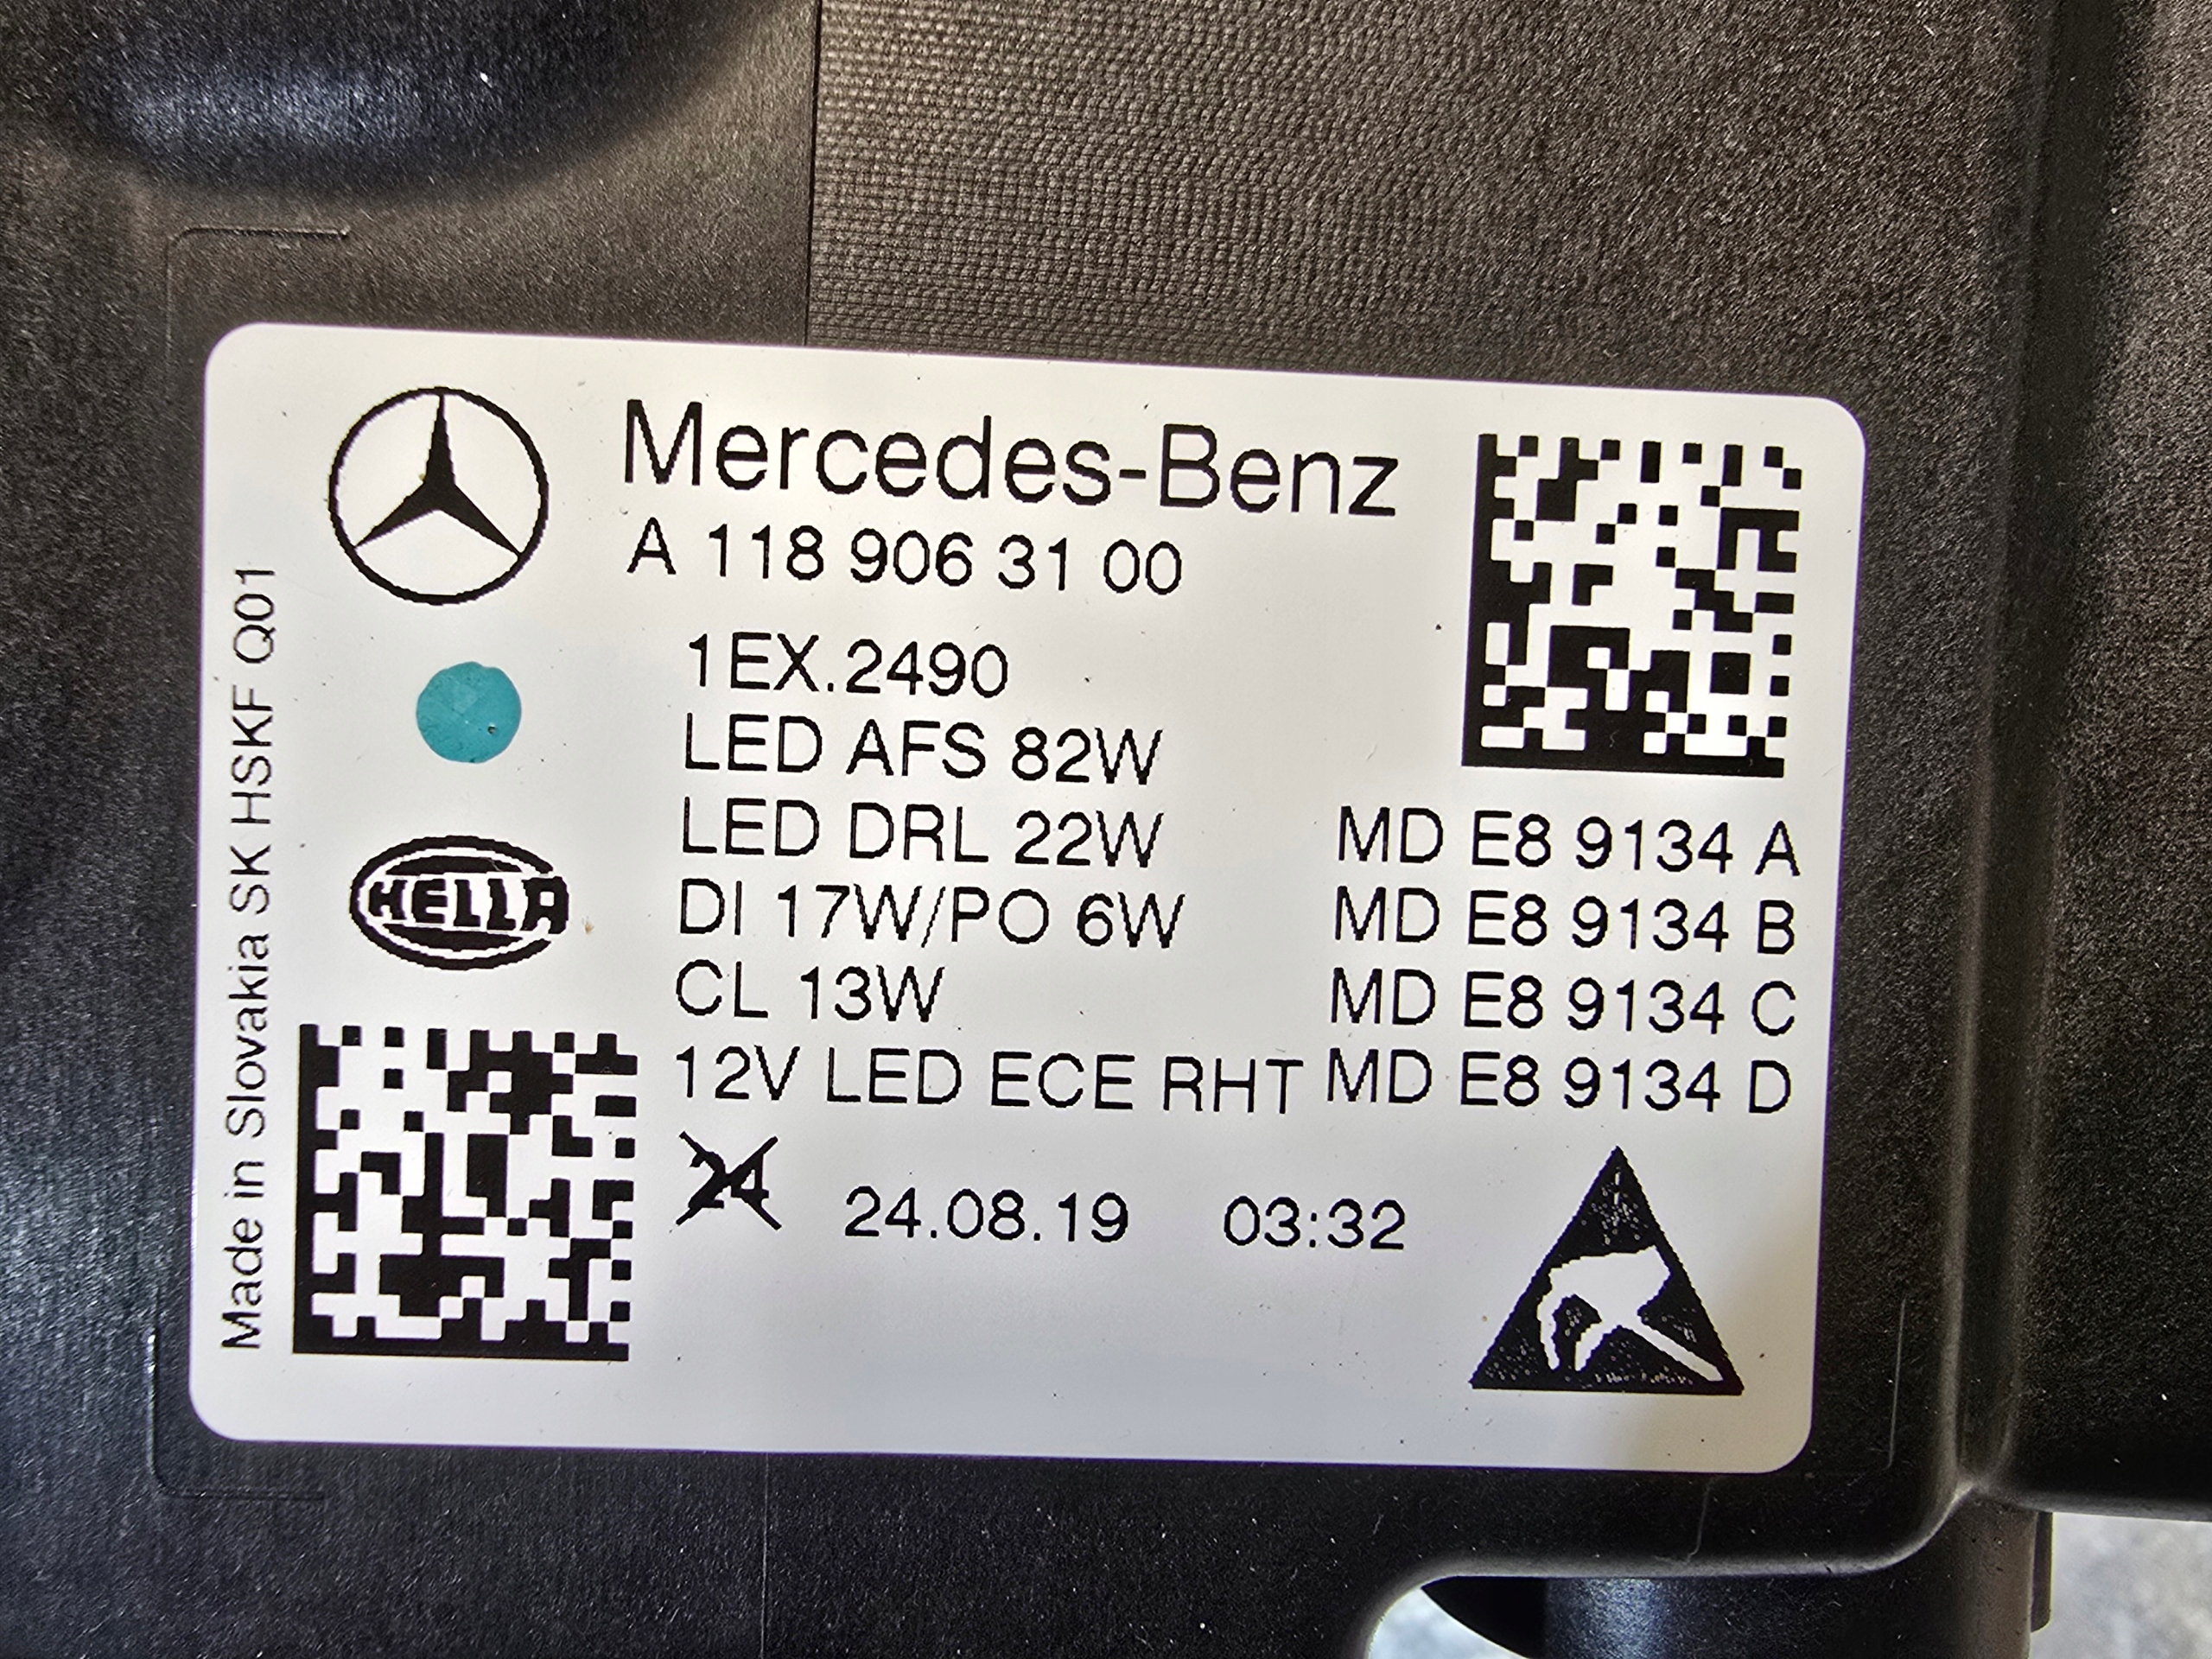 Mercedes-Benz
A 118 906 31 00
1EX.2490
LED AFS 82W
LED DRL 22W
DI 17W/PO 6W
CL 13W
12V LED ECE RHT
MD E8 9134 A
MD E8 9134 B
MD E8 9134 C
MD E8 9134 D
24
24.08.19 03:32
HELLA
Made in Slovakia SK HSKF Q01